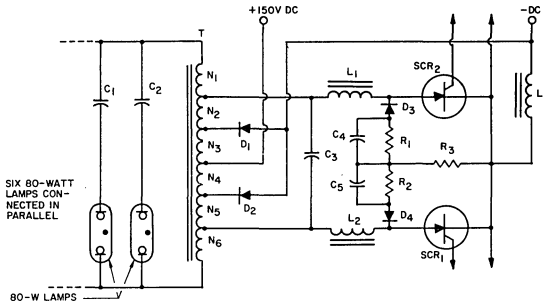 +150V DC
-DC
T
N1
C1
C2
N2
N3
D1
N4
D2
N5
N6
L1
SCR2
D3
L
C4
R1
C3
R3
C5
R2
D4
L2
SCR1
SIX 80-WATT
LAMPS CON-
NECTED IN
PARALLEL
80-W LAMPS